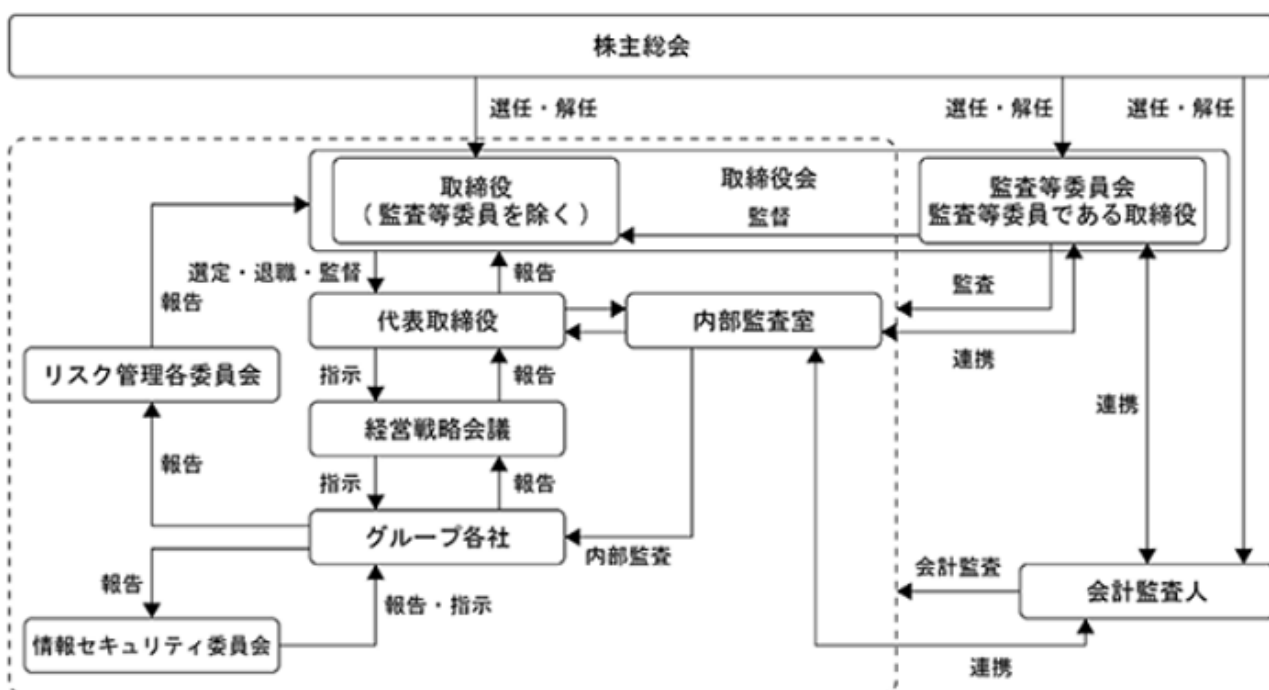 株主総会
選任・解任
選任・解任
選任・解任
取締役
（監査等委員を除く）
取締役会
監督
監査等委員会
監査等委員である取締役
選定・退職・監督
報告
報告
監査
代表取締役
内部監査室
連携
リスク管理各委員会
指示
報告
連携
経営戦略会議
報告
指示
報告
グループ各社
内部監査
会計監査
会計監査人
報告
報告・指示
情報セキュリティ委員会
連携